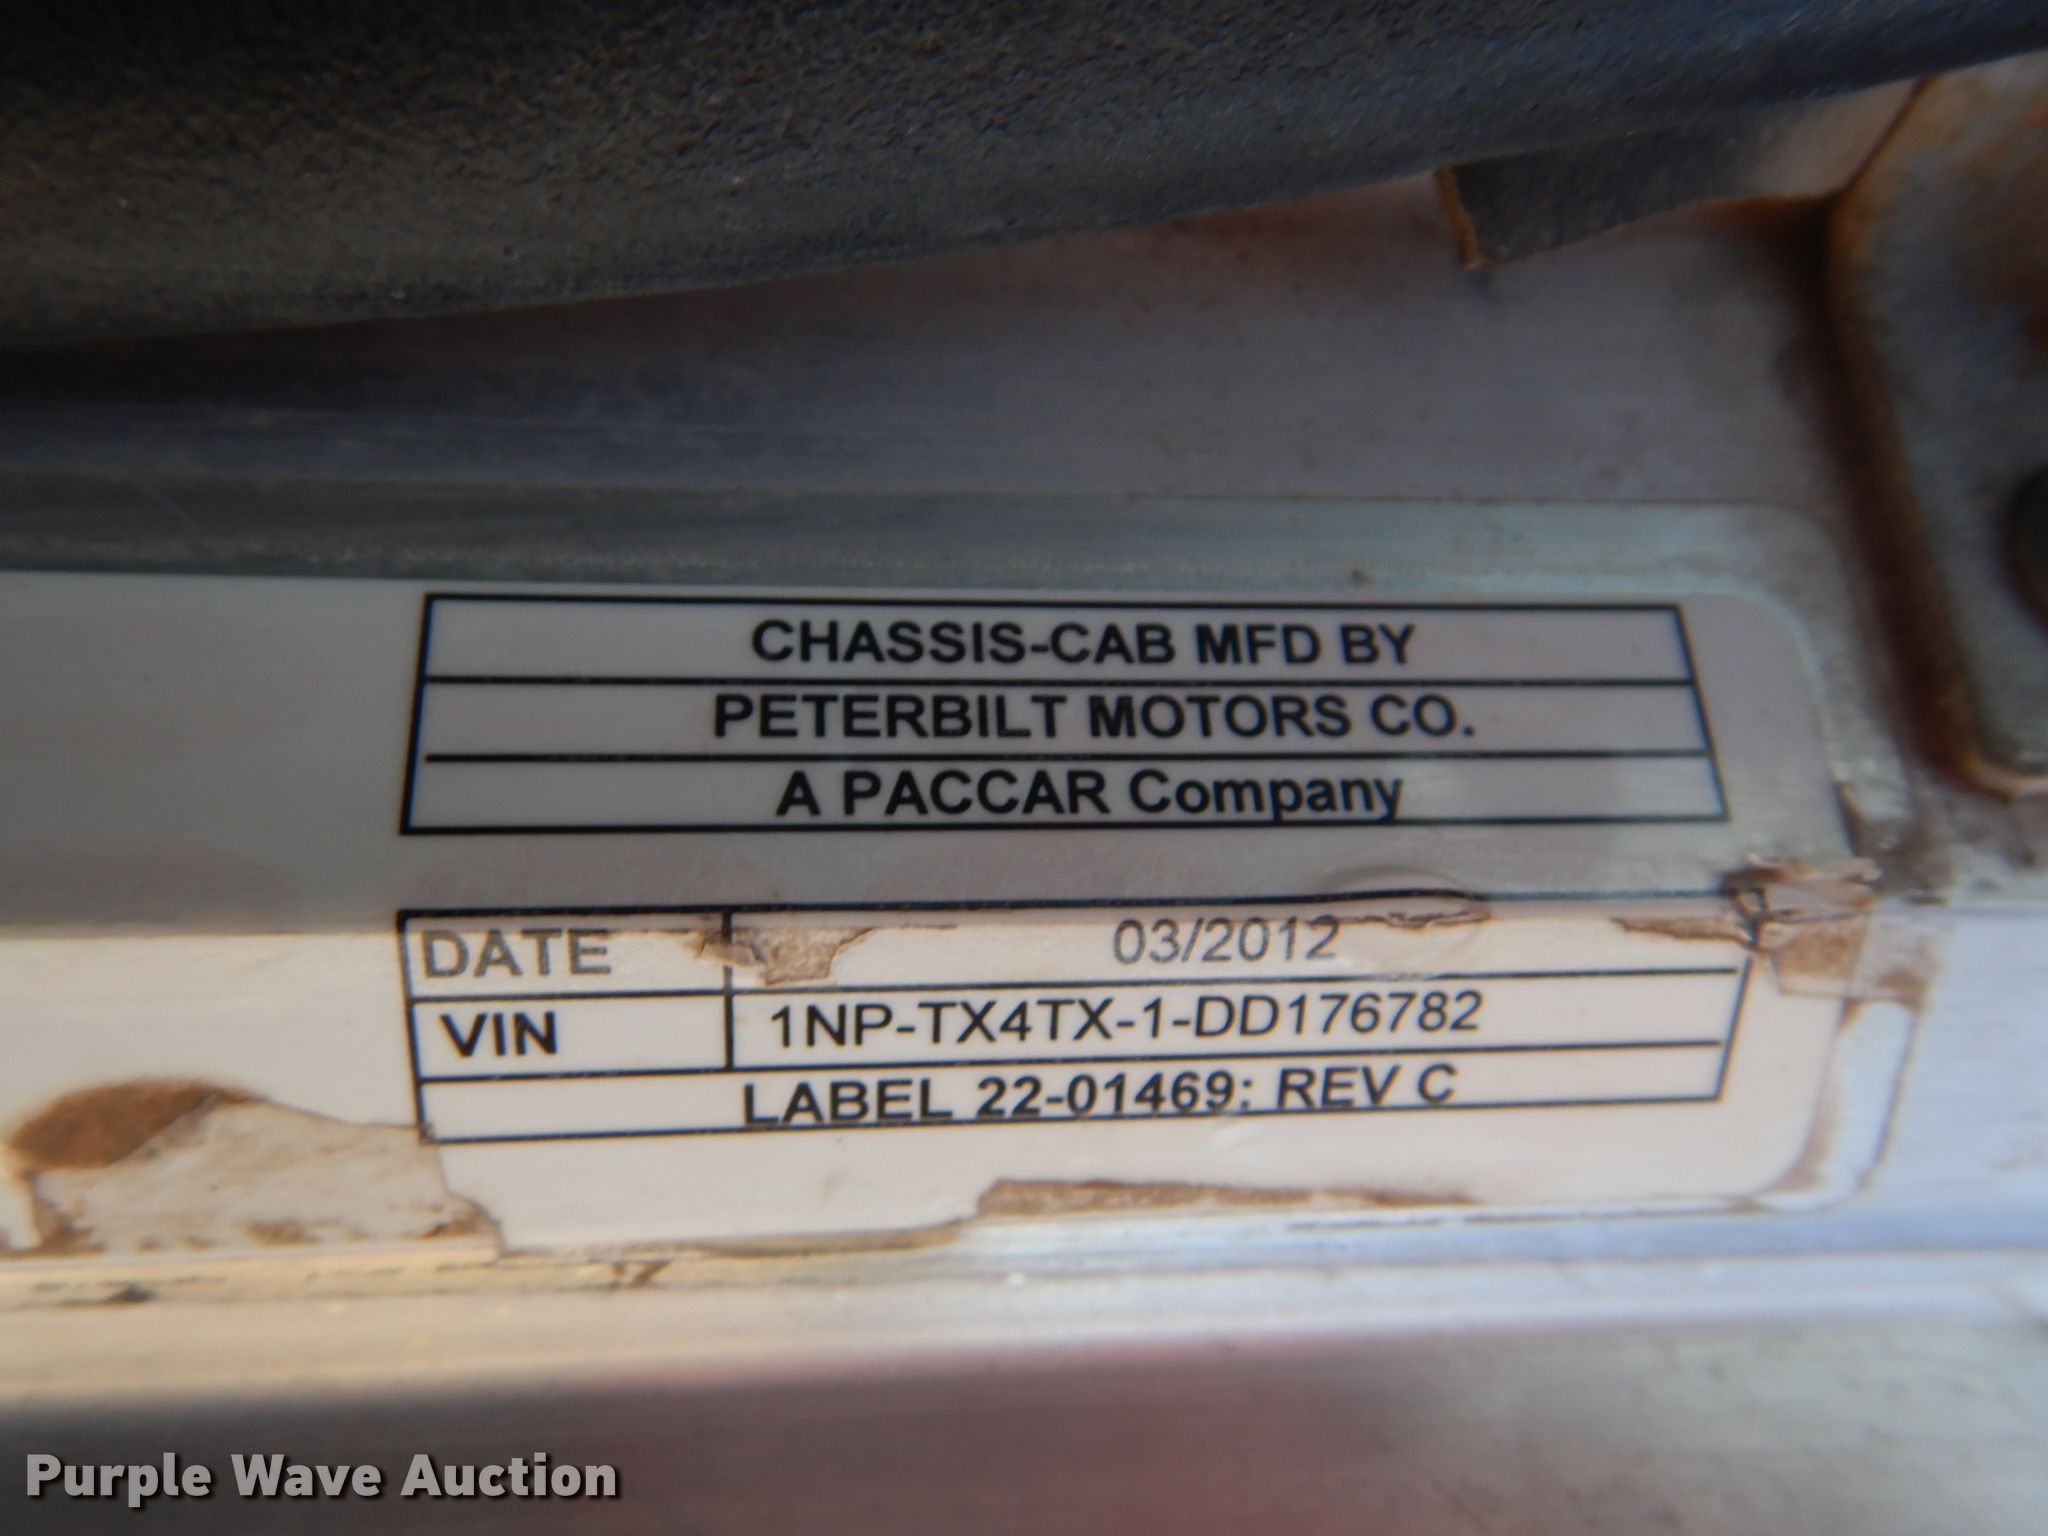 CHASSIS-CAB MFD BY
PETERBILT MOTORS CO.
A PACCAR Company
DATE 03/2012
VIN 1NP-TX4TX-1-DD176782
LABEL 22-01469: REV C
Purple Wave Auction